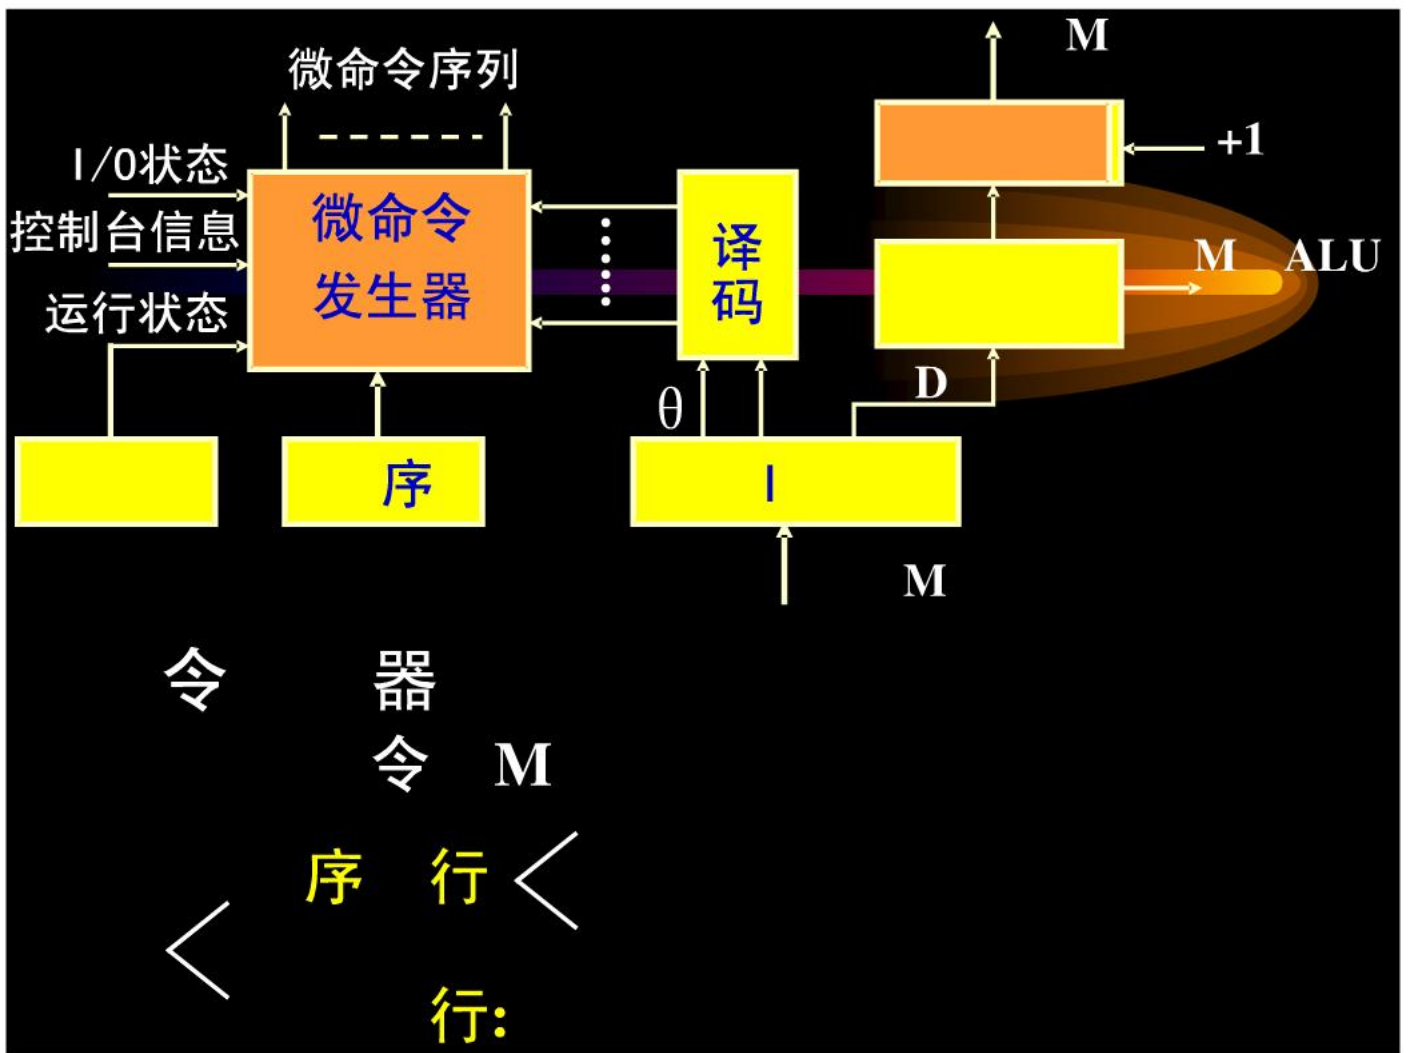 M
微命令序列
+1
I/O状态
控制台信息
运行状态
微命令
发生器
译
码
M ALU
θ
D
序
I
M
令 器
令 M
序 行
行: